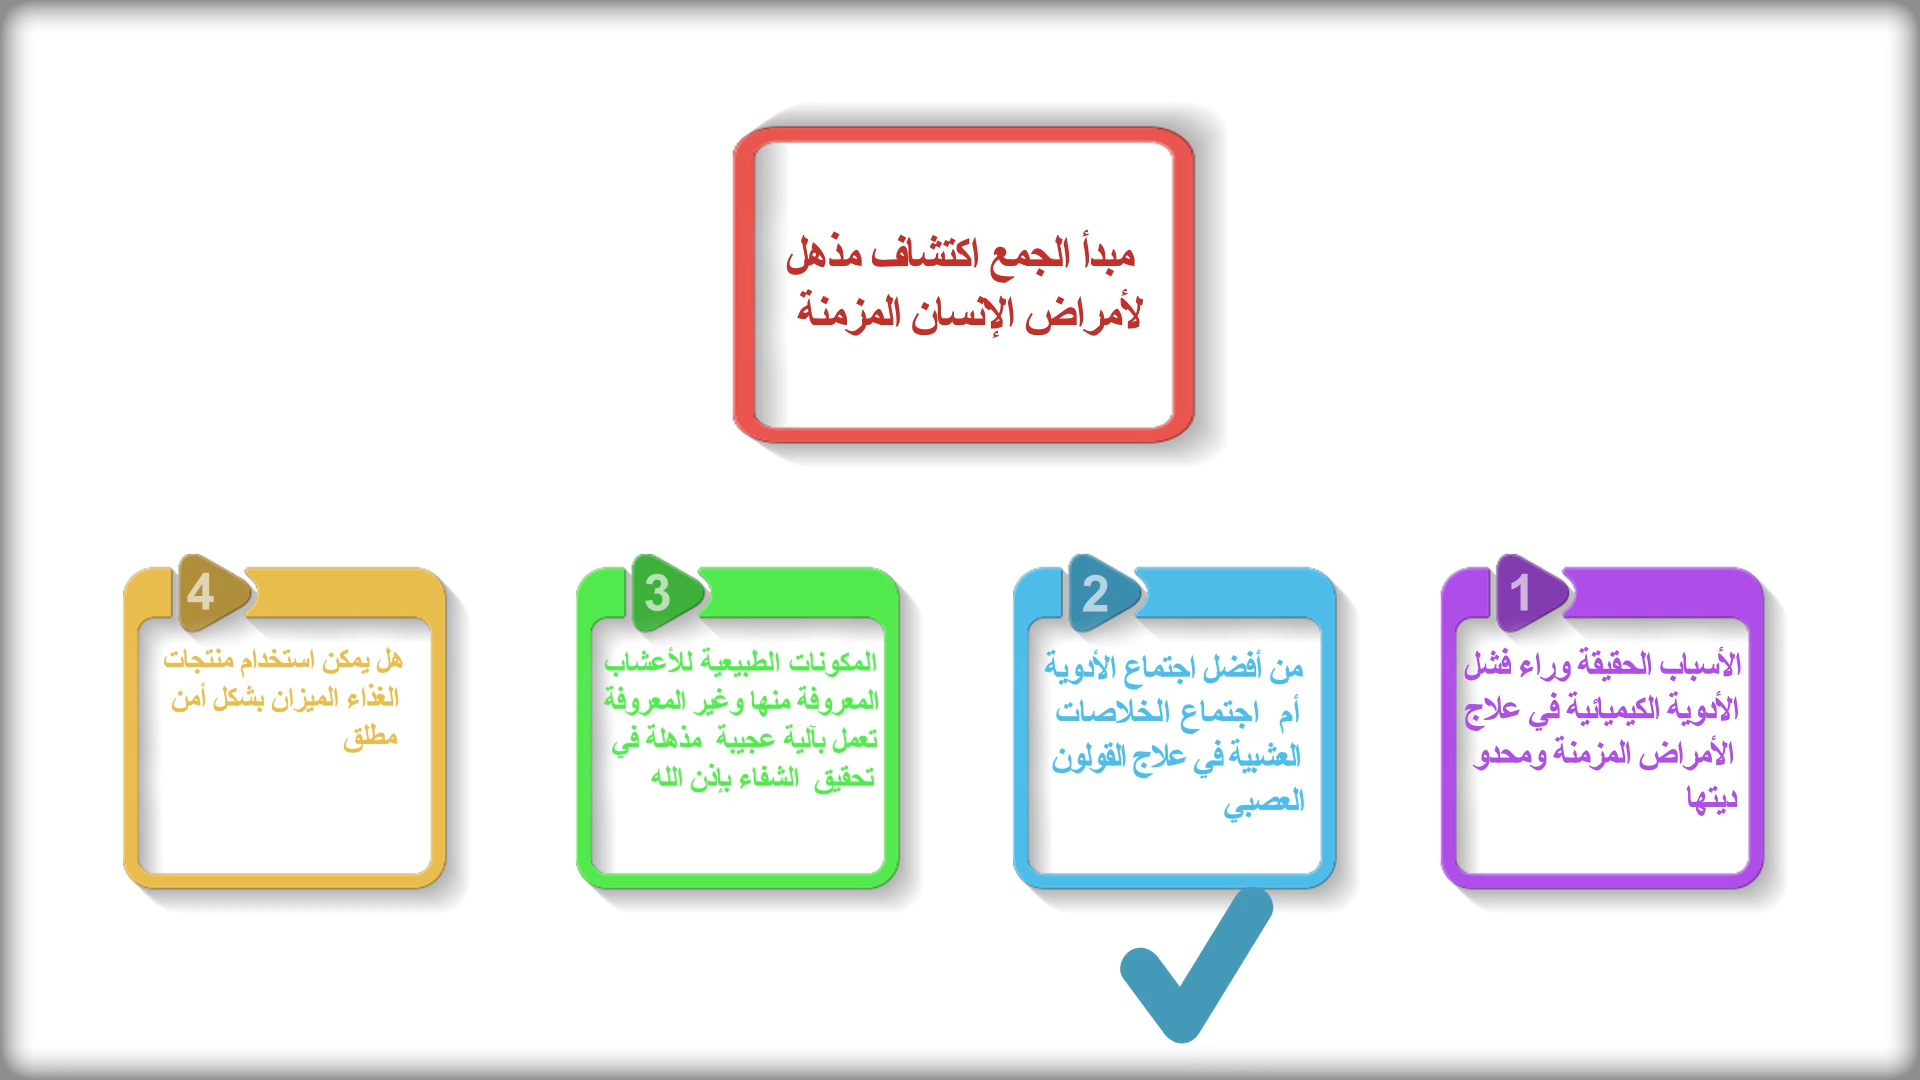 مبدأ الجمع اكتشاف مذهل
لأمراض الإنسان المزمنة
1
الأسباب الحقيقة وراء فشل
الأدوية الكيميائية في علاج
الأمراض المزمنة ومحدو
ديتها
2
من أفضل اجتماع الأدوية
أم اجتماع الخلاصات
العشبية في علاج القولون
العصبي
3
المكونات الطبيعية للأعشاب
المعروفة منها وغير المعروفة
تعمل بآلية عجيبة مذهلة في
تحقيق الشفاء بإذن الله
4
هل يمكن استخدام منتجات
الغذاء الميزان بشكل أمن
مطلق